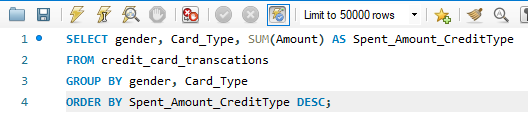 Limit to 50000 rows
1 SELECT gender, Card_Type, SUM(Amount) AS Spent_Amount_CreditType
2 FROM credit_card_transcations
3 GROUP BY gender, Card_Type
4 ORDER BY Spent_Amount_CreditType DESC;